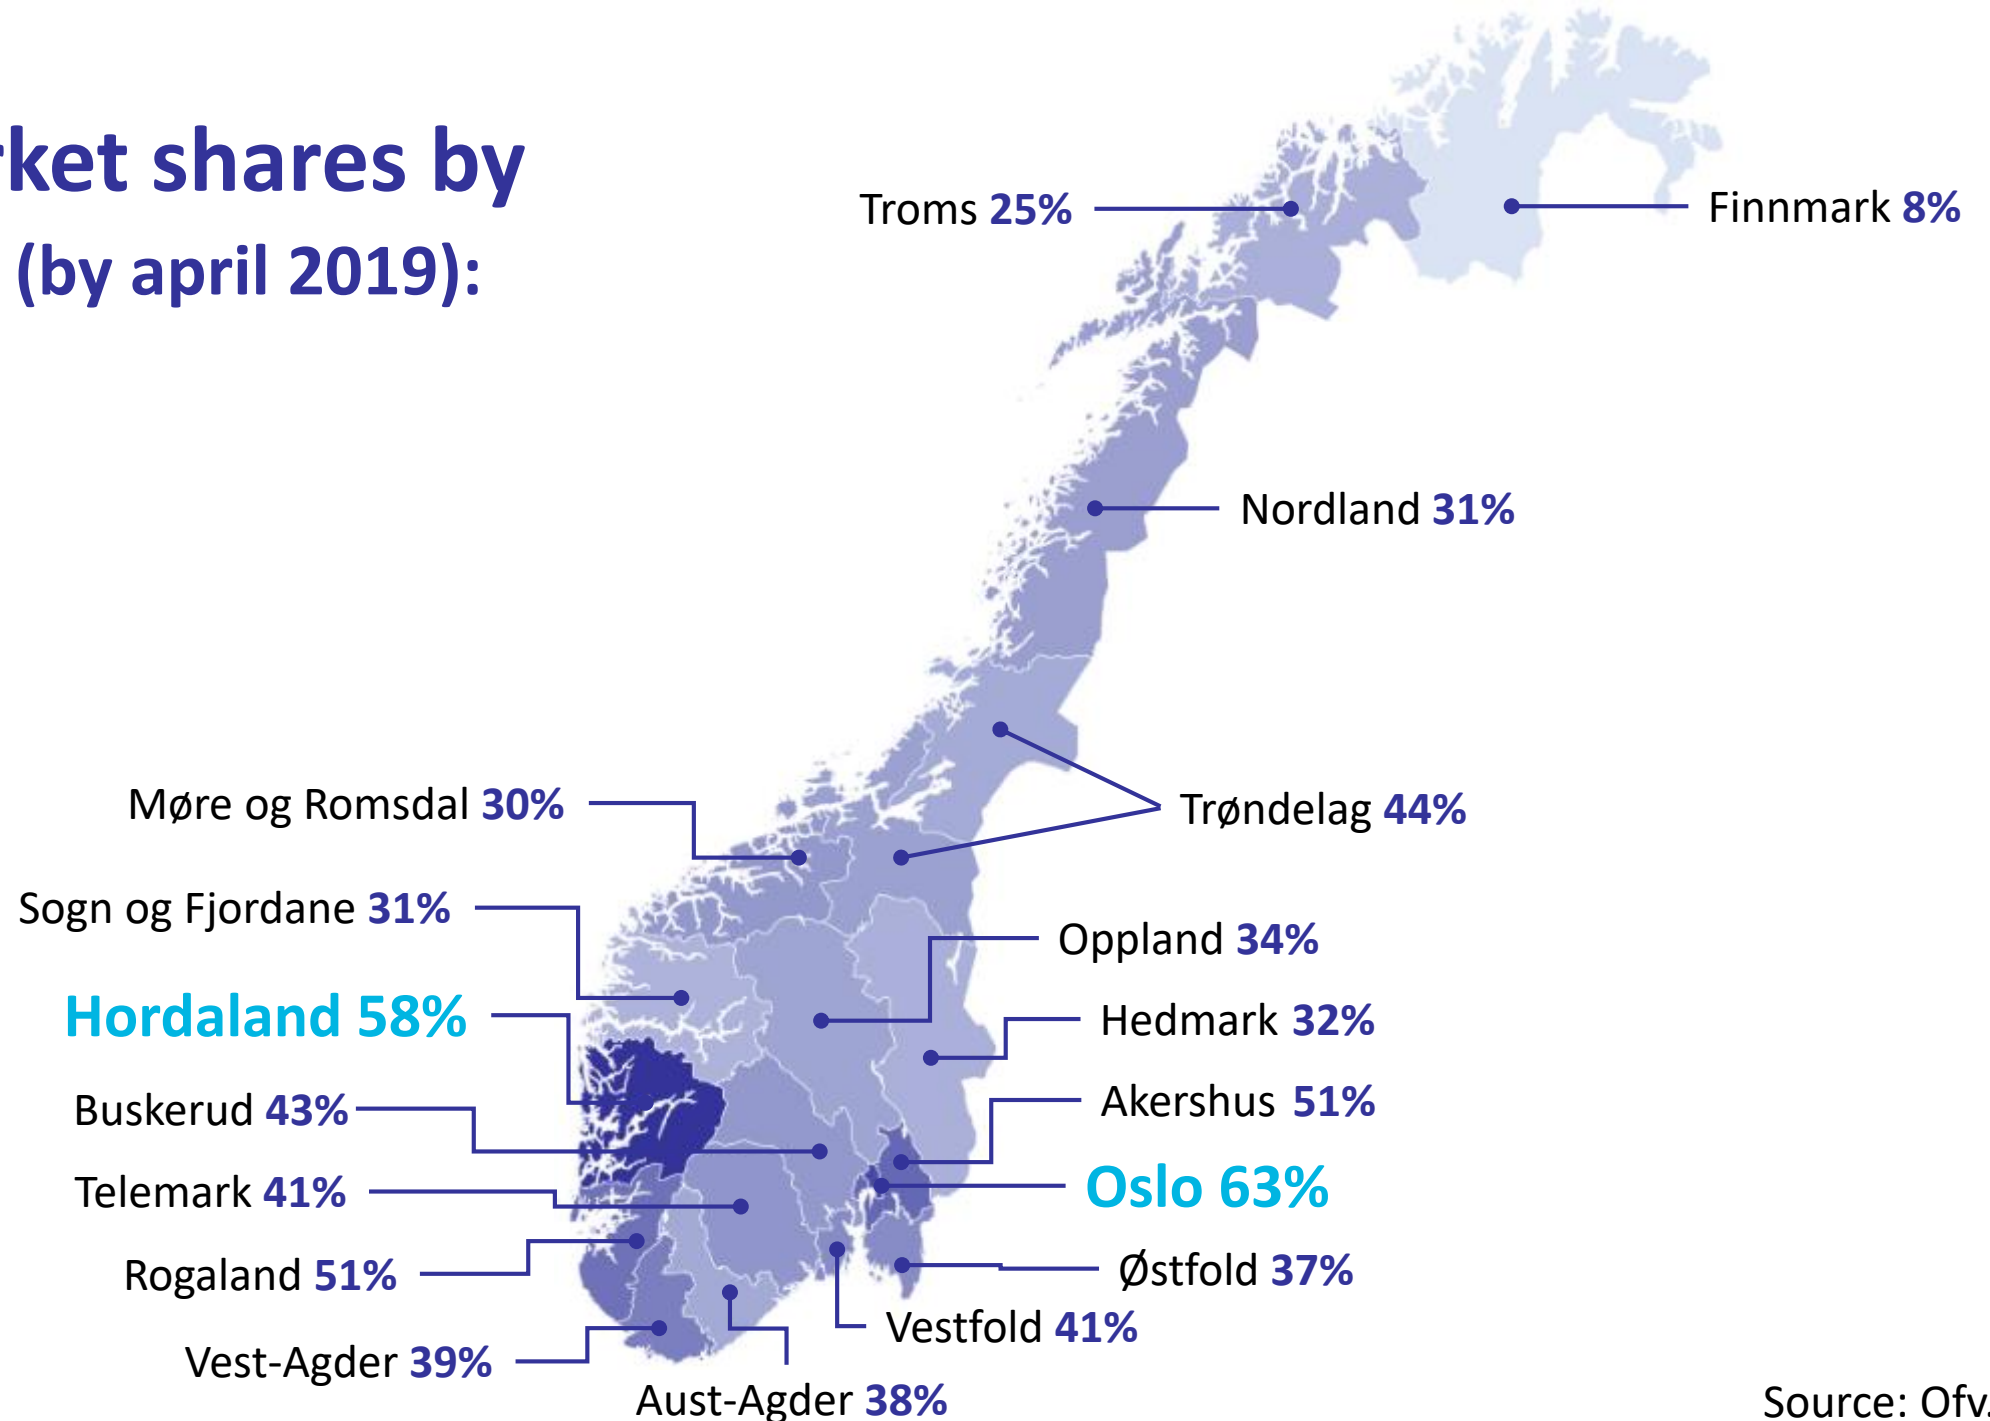 rket shares by
(by april 2019):
Troms 25%
Finnmark 8%
Nordland 31%
Møre og Romsdal 30%
Trøndelag 44%
Sogn og Fjordane 31%
Oppland 34%
Hordaland 58%
Hedmark 32%
Buskerud 43%
Akershus 51%
Telemark 41%
Oslo 63%
Rogaland 51%
Østfold 37%
Vestfold 41%
Vest-Agder 39%
Aust-Agder 38%
Source: Ofv.